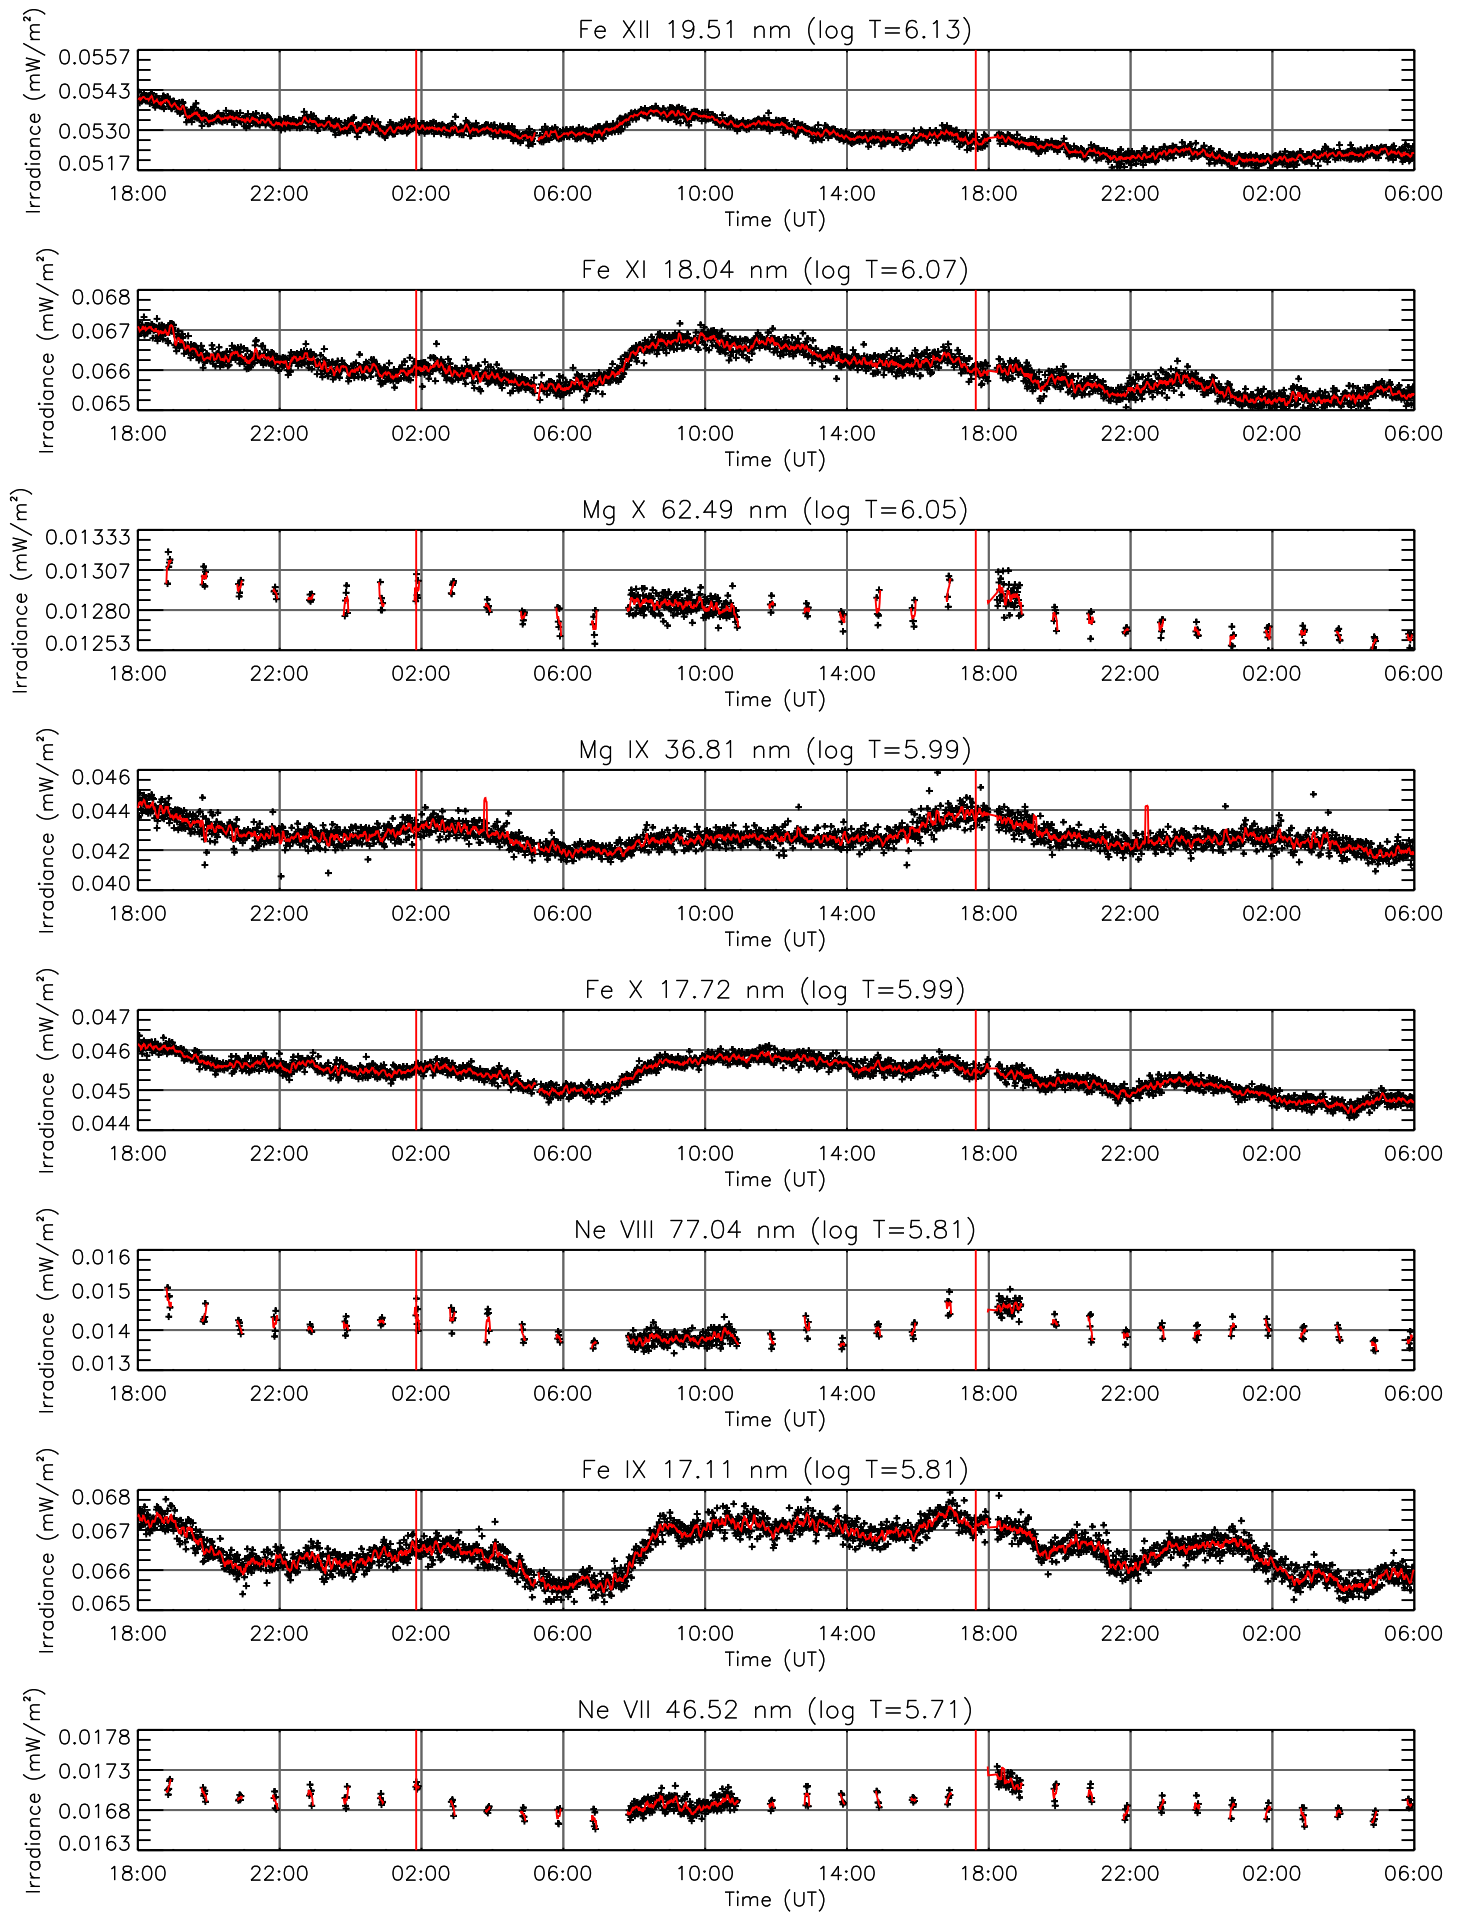 Fe XII 19.51 nm (log T=6.13)
Irradiance (mW/m²)
0.0557
0.0543
0.0530
0.0517
18:00 22:00 02:00 06:00 10:00 14:00 18:00 22:00 02:00 06:00
Time (UT)
Fe XI 18.04 nm (log T=6.07)
Irradiance (mW/m²)
0.068
0.067
0.066
0.065
18:00 22:00 02:00 06:00 10:00 14:00 18:00 22:00 02:00 06:00
Time (UT)
Mg X 62.49 nm (log T=6.05)
Irradiance (mW/m²)
0.01333
0.01307
0.01280
0.01253
18:00 22:00 02:00 06:00 10:00 14:00 18:00 22:00 02:00 06:00
Time (UT)
Mg IX 36.81 nm (log T=5.99)
Irradiance (mW/m²)
0.046
0.044
0.042
0.040
18:00 22:00 02:00 06:00 10:00 14:00 18:00 22:00 02:00 06:00
Time (UT)
Fe X 17.72 nm (log T=5.99)
Irradiance (mW/m²)
0.047
0.046
0.045
0.044
18:00 22:00 02:00 06:00 10:00 14:00 18:00 22:00 02:00 06:00
Time (UT)
Ne VIII 77.04 nm (log T=5.81)
Irradiance (mW/m²)
0.016
0.015
0.014
0.013
18:00 22:00 02:00 06:00 10:00 14:00 18:00 22:00 02:00 06:00
Time (UT)
Fe IX 17.11 nm (log T=5.81)
Irradiance (mW/m²)
0.068
0.067
0.066
0.065
18:00 22:00 02:00 06:00 10:00 14:00 18:00 22:00 02:00 06:00
Time (UT)
Ne VII 46.52 nm (log T=5.71)
Irradiance (mW/m²)
0.0178
0.0173
0.0168
0.0163
18:00 22:00 02:00 06:00 10:00 14:00 18:00 22:00 02:00 06:00
Time (UT)